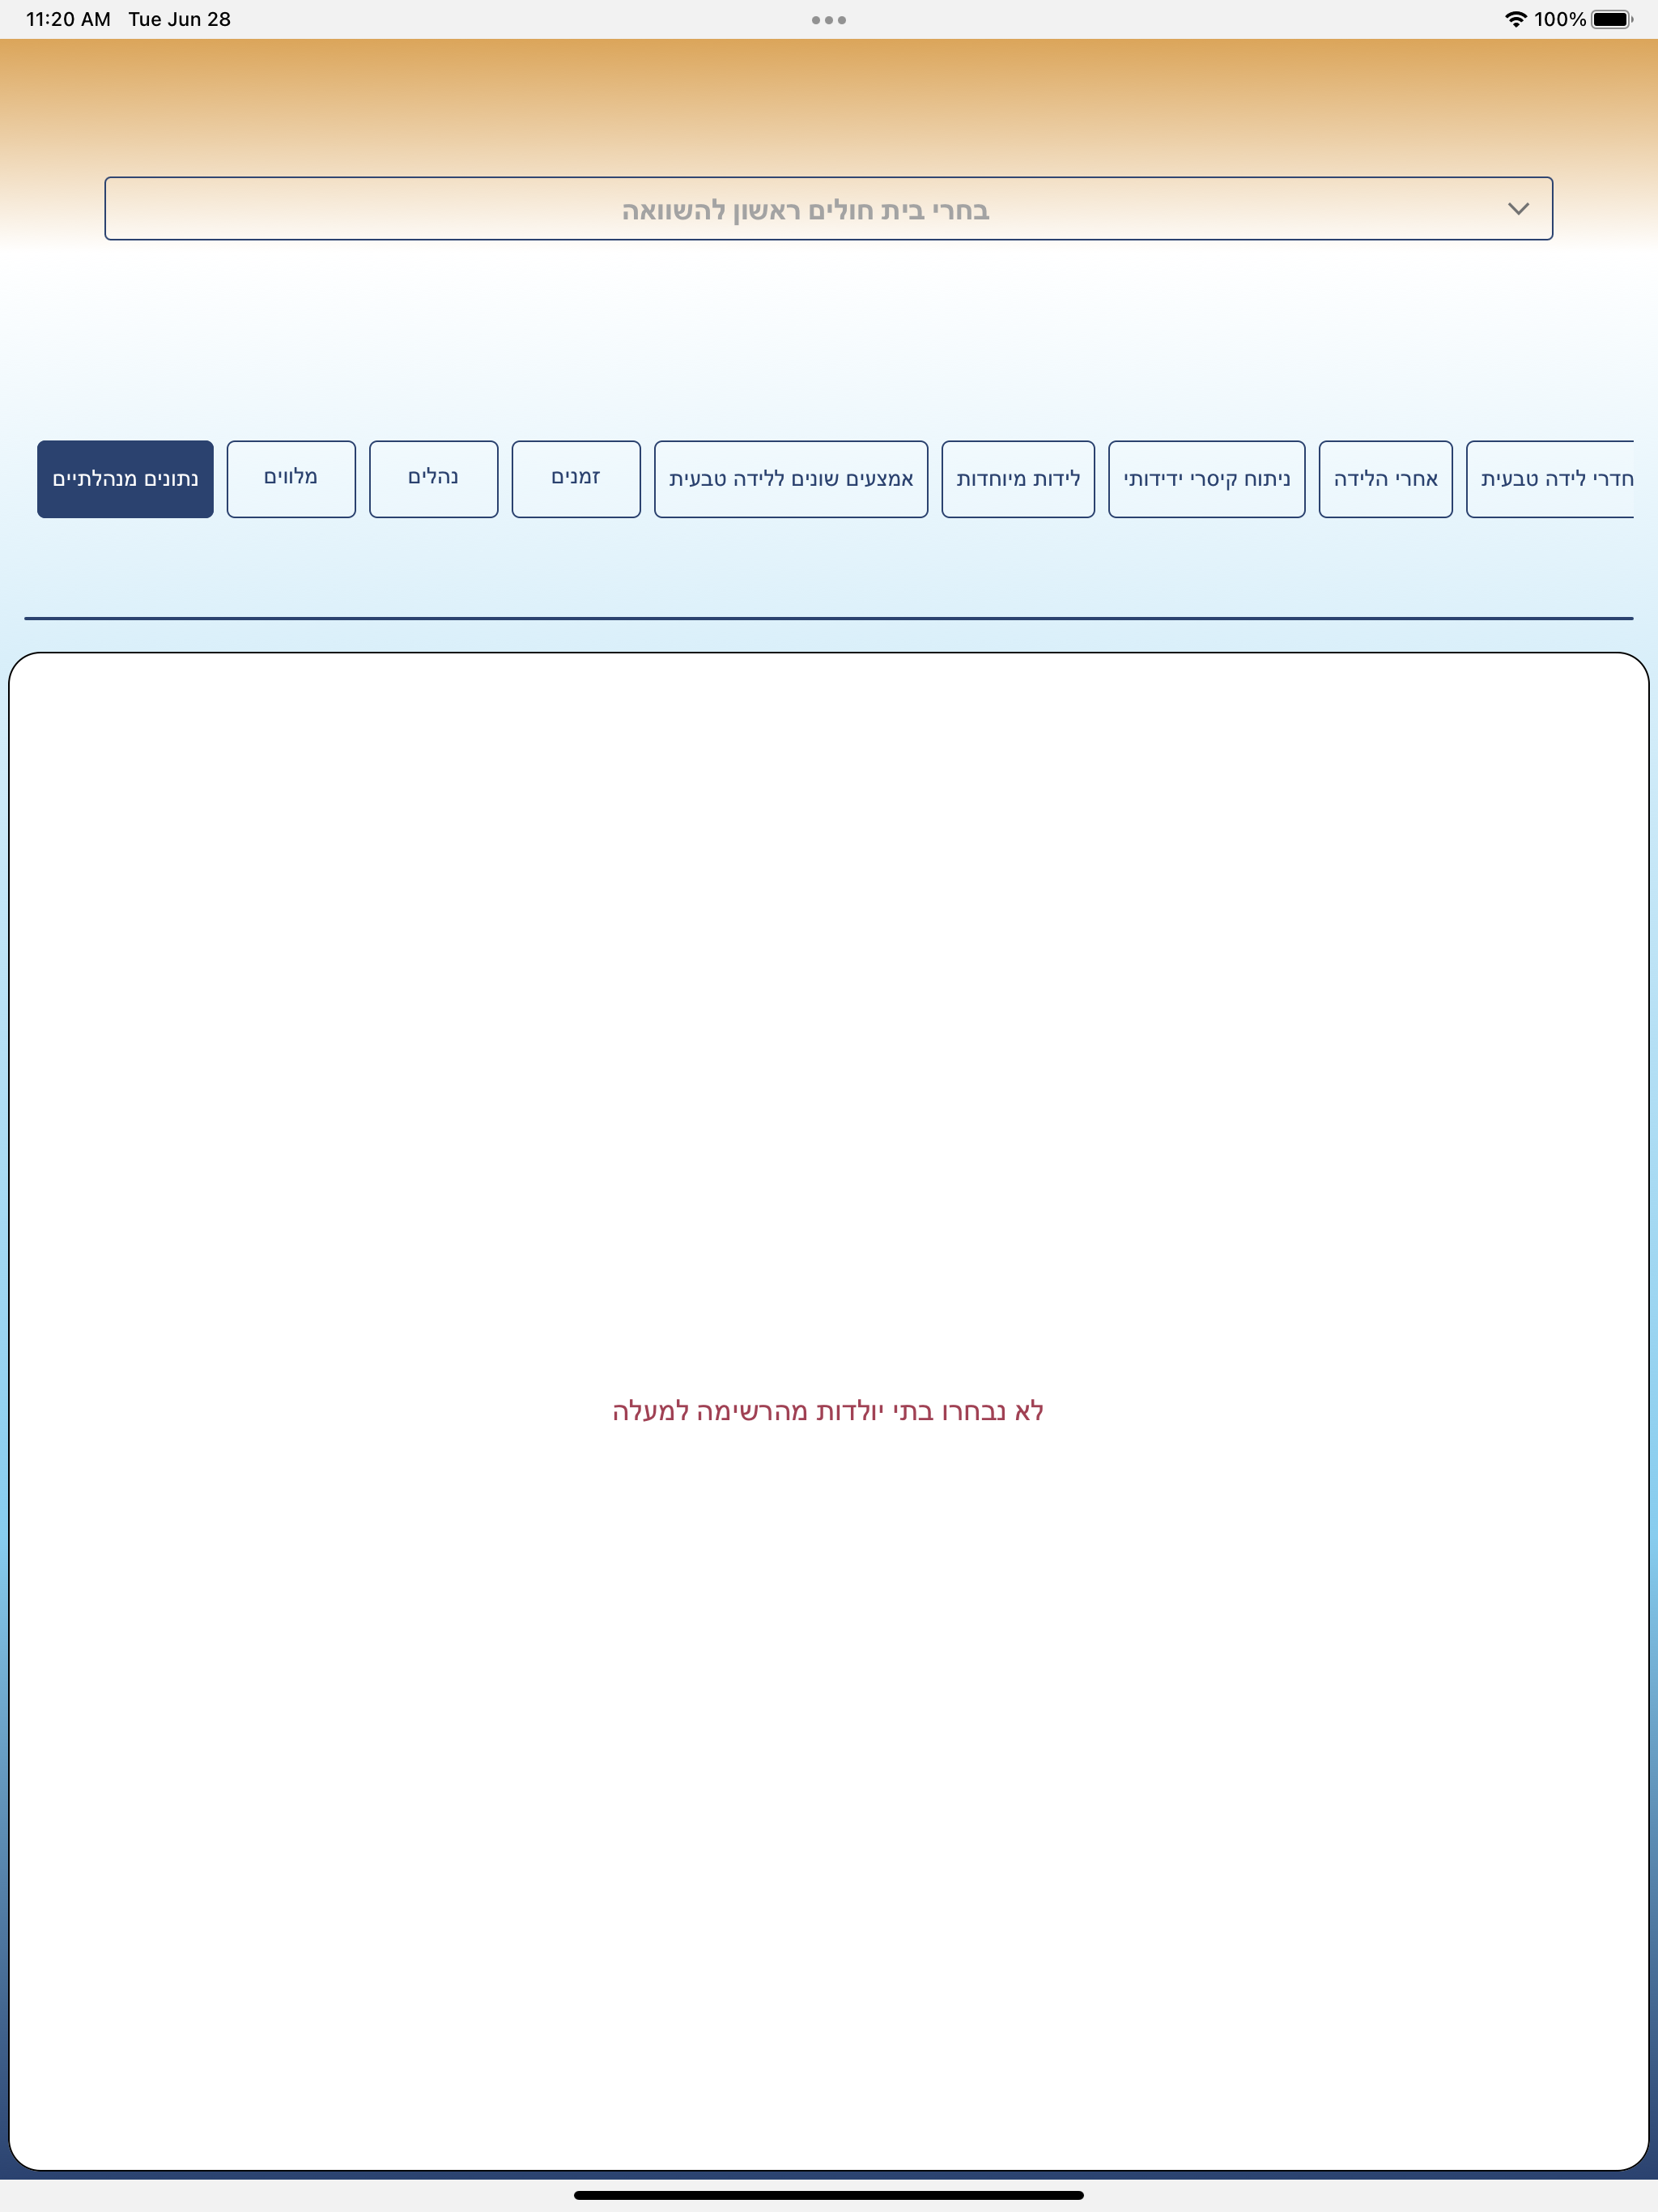 11:20 AM Tue Jun 28 100%
בחרי בית חולים ראשון להשוואה
נתונים מנהלתיים
מלווים
נהלים
זמנים
אמצעים שונים ללידה טבעית
לידות מיוחדות
ניתוח קיסרי ידידותי
אחרי הלידה
חדרי לידה טבעית
לא נבחרו בתי יולדות מהרשימה למעלה